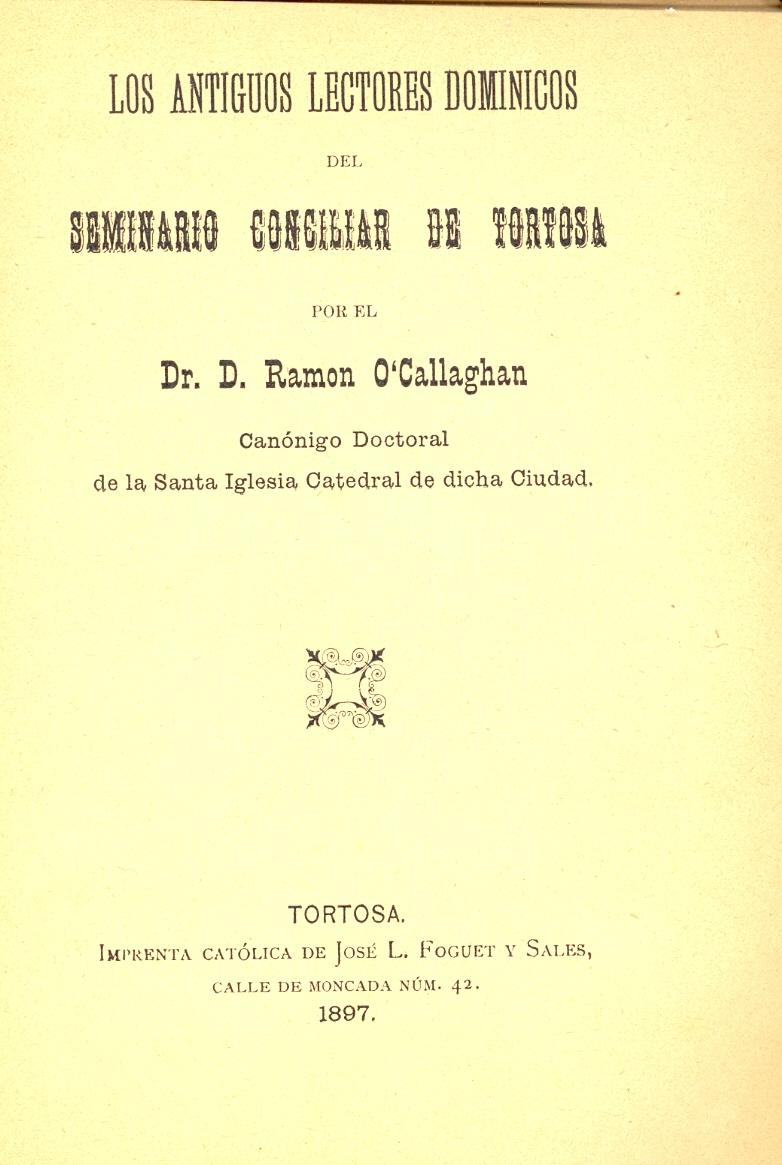 LOS ANTIGUOS LECTORES DOMINICOS
DEL
SEMINARIO CONCILIAR DE TORTOSA
POR EL
Dr. D. Ramon O‘Callaghan
Canónigo Doctoral
de la Santa Iglesia Catedral de dicha Ciudad.
TORTOSA.
IMPRENTA CATÓLICA DE JOSÉ L. FOGUET Y SALES,
CALLE DE MONCADA NÚM. 42.
1897.